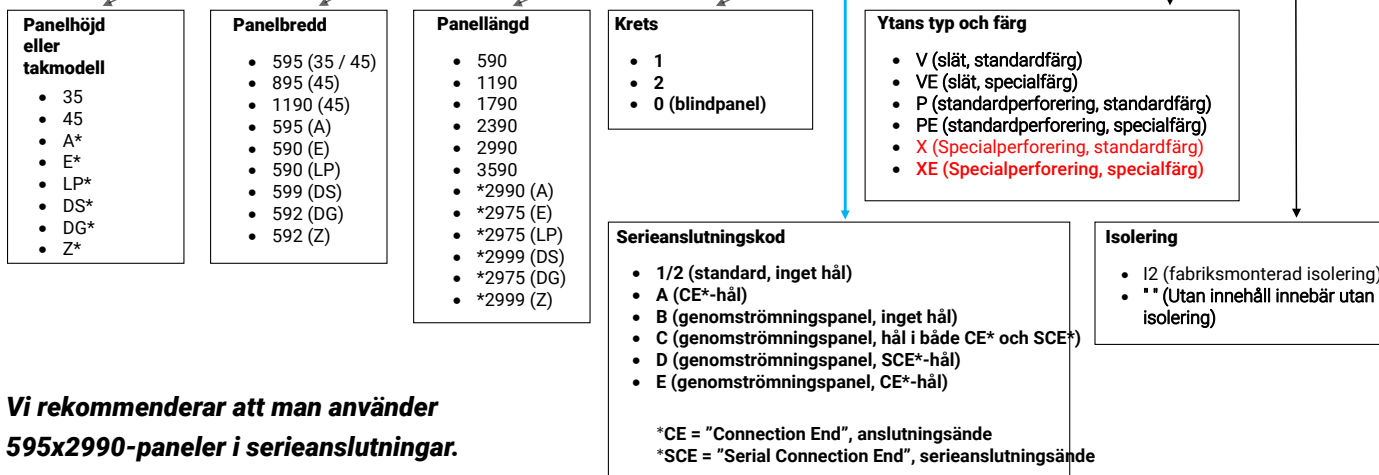 Panelhöjd
eller
takmodell
• 35
• 45
• A*
• E*
• LP*
• DS*
• DG*
• Z*
Panelbredd
• 595 (35 / 45)
• 895 (45)
• 1190 (45)
• 595 (A)
• 590 (E)
• 590 (LP)
• 599 (DS)
• 592 (DG)
• 592 (Z)
Panellängd
• 590
• 1190
• 1790
• 2390
• 2990
• 3590
• *2990 (A)
• *2975 (E)
• *2975 (LP)
• *2999 (DS)
• *2975 (DG)
• *2999 (Z)
Krets
• 1
• 2
• 0 (blindpanel)
Ytans typ och färg
• V (slät, standardfärg)
• VE (slät, specialfärg)
• P (standardperforering, standardfärg)
• PE (standardperforering, specialfärg)
• X (Specialperforering, standardfärg)
• XE (Specialperforering, specialfärg)
Serieanslutningskod
• 1/2 (standard, inget hål)
• A (CE*-hål)
• B (genomströmningspanel, inget hål)
• C (genomströmningspanel, hål i både CE* och SCE*)
• D (genomströmningspanel, SCE*-hål)
• E (genomströmningspanel, CE*-hål)
*CE = ”Connection End”, anslutningsände
*SCE = ”Serial Connection End”, serieanslutningsände
Isolering
• I2 (fabriksmonterad isolering)
• " " (Utan innehåll innebär utan
isolering)
Vi rekommenderar att man använder
595x2990-paneler i serieanslutningar.